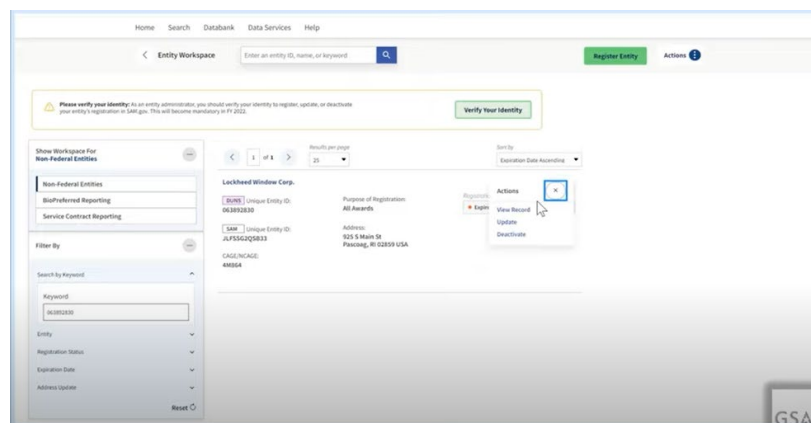 Home Search Databank Data Services Help
Entity Workspace
Enter an entity ID, name, or keyword
Register Entity
Actions
Please verify your identity: As an entity administrator, you should verify your identity to register, update, or deactivate
your entity's registration in SAM.gov. This will become mandatory in FY 2022.
Verify Your Identity
Show Workspace For
Non-Federal Entities
Non-Federal Entities
BioPreferred Reporting
Service Contract Reporting
Filter By
Search by Keyword
Keyword
063892830
Entity
Registration Status
Expiration Date
Address Update
Reset
1 of 1
Results per page
25
Sort by
Expiration Date Ascending
Lockheed Window Corp.
DUNS Unique Entity ID:
063892830
SAM Unique Entity ID:
JLFSSG2QSB33
CAGE/NCAGE:
4M8G4
Purpose of Registration:
All Awards
Address:
925 S Main St
Pascoag, RI 02859 USA
Actions
View Record
Update
Deactivate
GSA